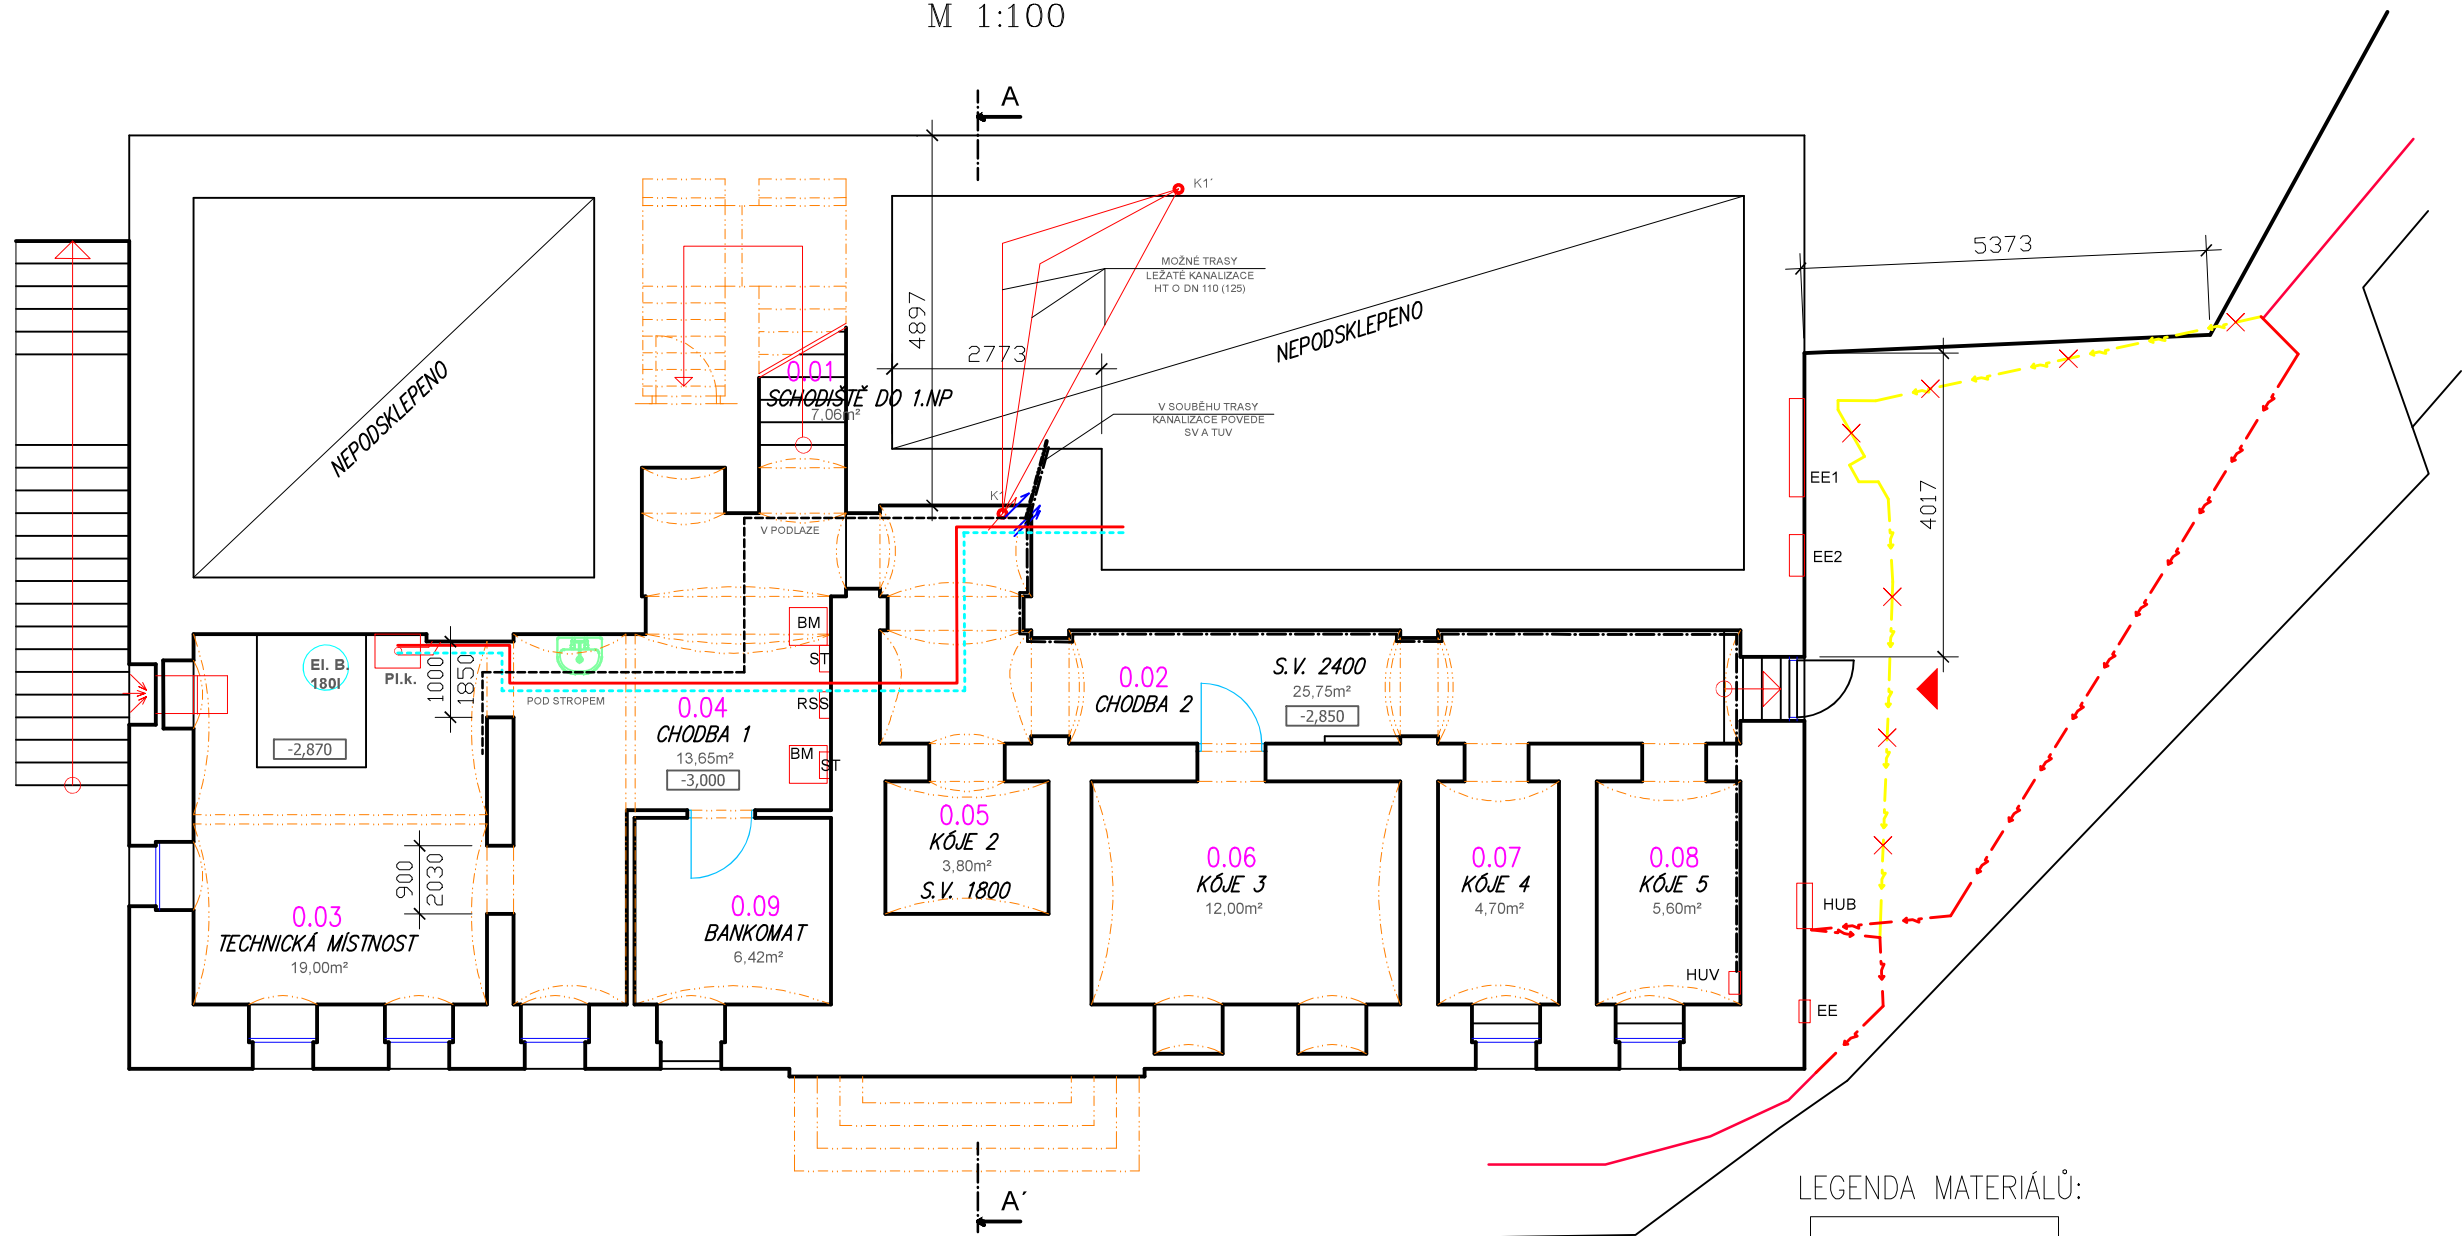 M 1:100
A
K1´
5373
MOŽNÉ TRASY
LEŽATÉ KANALIZACE
HT O DN 110 (125)
4897
2773
NEPODSKLEPENO
NEPODSKLEPENO
0.01
SCHODIŠTĚ DO 1.NP
7,06m²
V SOUBĚHU TRASY
KANALIZACE POVEDE
SV A TUV
EE1
4017
K1
V PODLAZE
EE2
BM
ST
El. B.
180l
Pl.k.
1000
1850
POD STROPEM
RSS
0.04
CHODBA 1
13,65m²
-3,000
-2,870
BM
ST
0.02
CHODBA 2
S.V. 2400
25,75m²
-2,850
900
2030
0.03
TECHNICKÁ MÍSTNOST
19,00m²
0.09
BANKOMAT
6,42m²
0.05
KÓJE 2
3,80m²
S.V. 1800
0.06
KÓJE 3
12,00m²
0.07
KÓJE 4
4,70m²
0.08
KÓJE 5
5,60m²
HUB
HUV
EE
A´
LEGENDA MATERIÁLŮ: